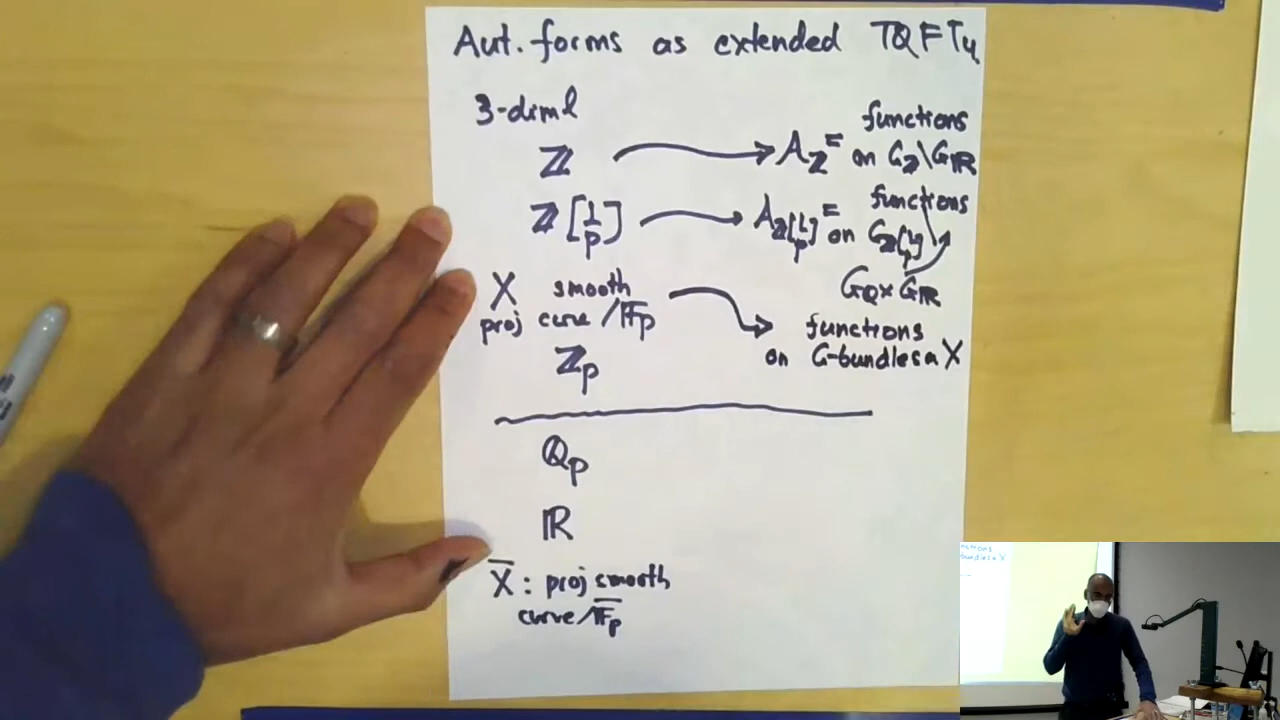 Aut. forms as extended TQFT₄
3-diml
ℤ → A_ℤ = functions on G_ℤ\G_ℝ
ℤ[1/p] → A_ℤ[1/p] = functions on G_ℤ[1/p]\
G_ℚ × G_ℝ
X smooth
proj curve /𝔽p
→ functions
on G-bundles on X
ℤp
ℚp
ℝ
X̄ : proj smooth
curve /𝔽̄p